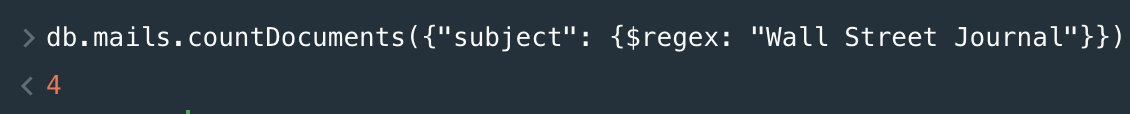 > db.mails.countDocuments({"subject": {$regex: "Wall Street Journal"}})
< 4